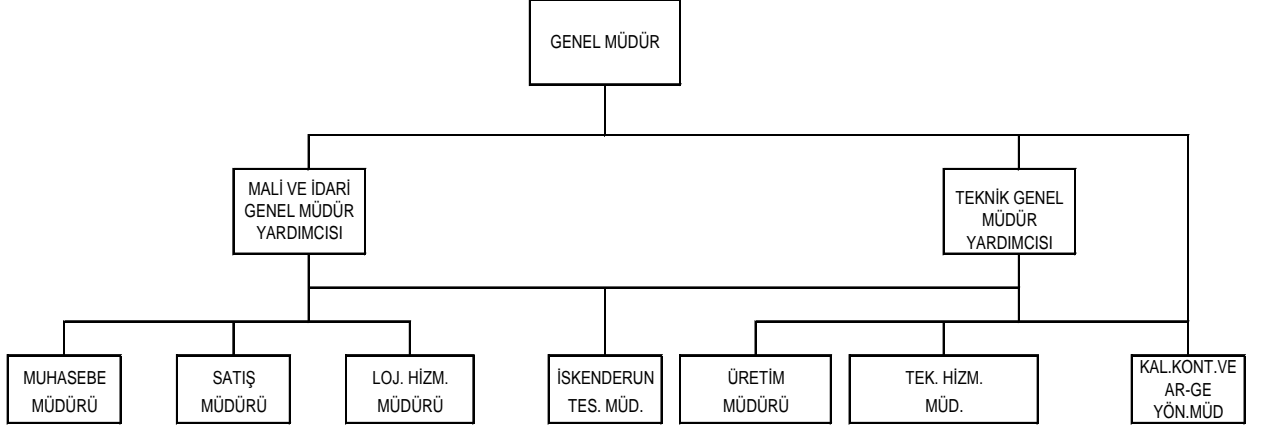 GENEL MÜDÜR
MALİ VE İDARİ
GENEL MÜDÜR
YARDIMCISI
TEKNİK GENEL
MÜDÜR
YARDIMCISI
MUHASEBE
MÜDÜRÜ
SATIŞ
MÜDÜRÜ
LOJ. HİZM.
MÜDÜRÜ
İSKENDERUN
TES. MÜD.
ÜRETİM
MÜDÜRÜ
TEK. HİZM.
MÜD.
KAL.KONT.VE
AR-GE
YÖN.MÜD